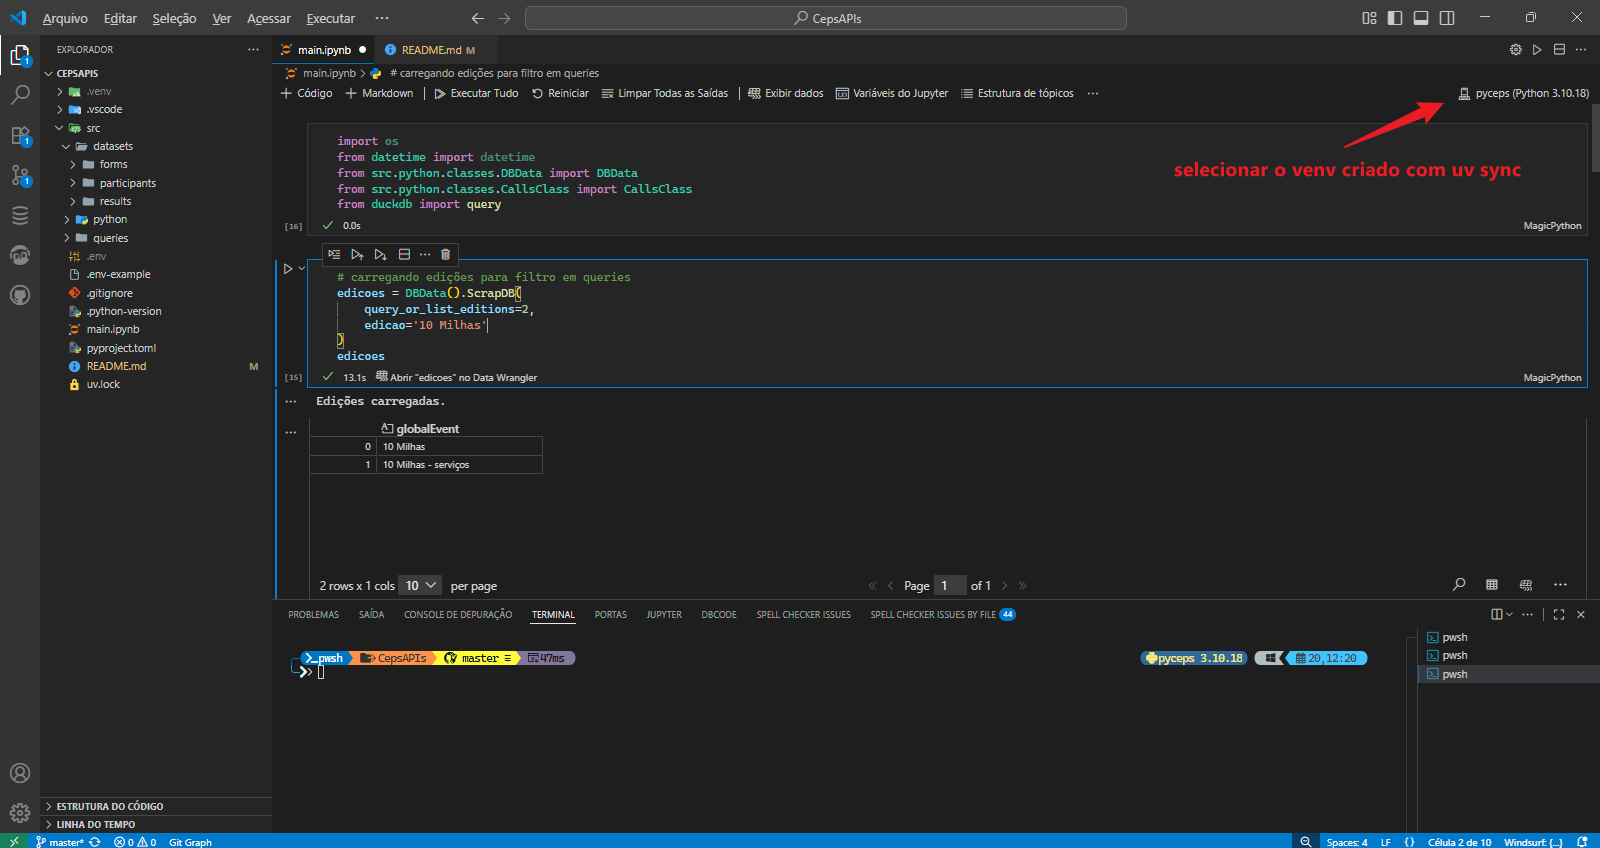 Arquivo Editar Seleção Ver Acessar Executar ··· CepsAPIs
EXPLORADOR ···
CEPSAPIS
.venv
.vscode
src
datasets
forms
participants
results
python
queries
.env
.env-example
.gitignore
.python-version
main.ipynb
pyproject.toml
README.md M
uv.lock
ESTRUTURA DO CÓDIGO
LINHA DO TEMPO
main.ipynb README.md M
main.ipynb > # carregando edições para filtro em queries
Código Markdown Executar Tudo Reiniciar Limpar Todas as Saídas Exibir dados Variáveis do Jupyter Estrutura de tópicos ··· pyceps (Python 3.10.18)
selecionar o venv criado com uv sync
import os
from datetime import datetime
from src.python.classes.DBData import DBData
from src.python.classes.CallsClass import CallsClass
from duckdb import query
[16] 0.0s MagicPython
# carregando edições para filtro em queries
edicoes = DBData().ScrapDB(
query_or_list_editions=2,
edicao='10 Milhas'
)
edicoes
[15] 13.1s Abrir "edicoes" no Data Wrangler MagicPython
Edições carregadas.
globalEvent
0 10 Milhas
1 10 Milhas - serviços
2 rows x 1 cols 10 per page Page 1 of 1
PROBLEMAS SAÍDA CONSOLE DE DEPURAÇÃO TERMINAL PORTAS JUPYTER DBCODE SPELL CHECKER ISSUES SPELL CHECKER ISSUES BY FILE 44
pwsh CepsAPIs master ≡ 47ms pyceps 3.10.18 20,12:20
pwsh
pwsh
pwsh
master* 0 0 Git Graph Spaces: 4 LF {} Célula 2 de 10 Windsurf: {...}